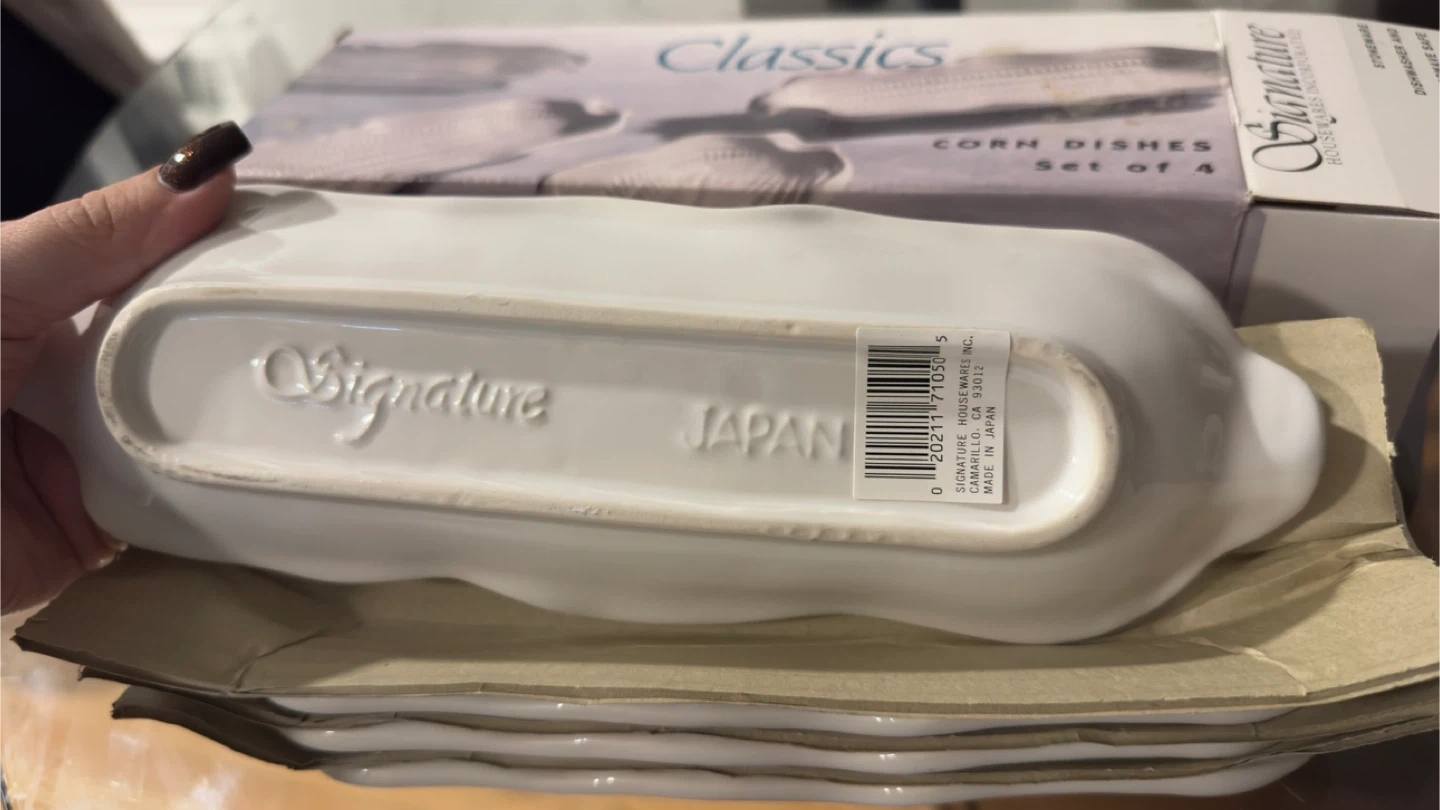 Classics
CORN DISHES
Set of 4
Signature
HOUSEWARES INCORPORATED
STONEWARE
DISHWASHER AND
SAFE
Signature
JAPAN
0 20211 71050 5
SIGNATURE HOUSEWARES INC.
CAMARILLO, CA 93012
MADE IN JAPAN